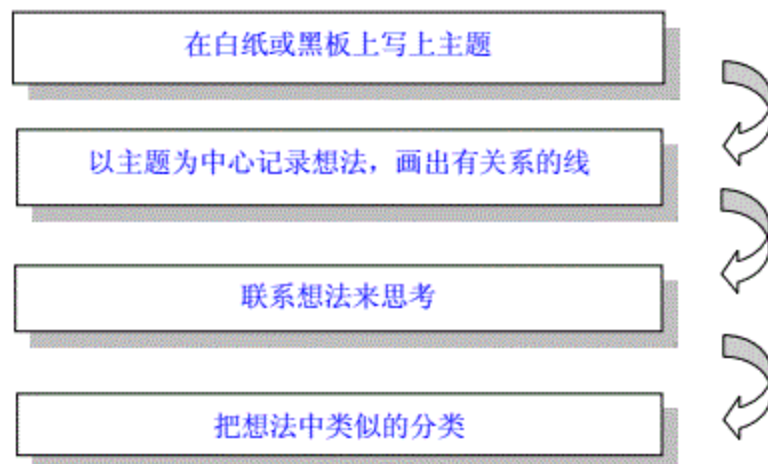 在白纸或黑板上写上主题
以主题为中心记录想法，画出有关系的线
联系想法来思考
把想法中类似的分类